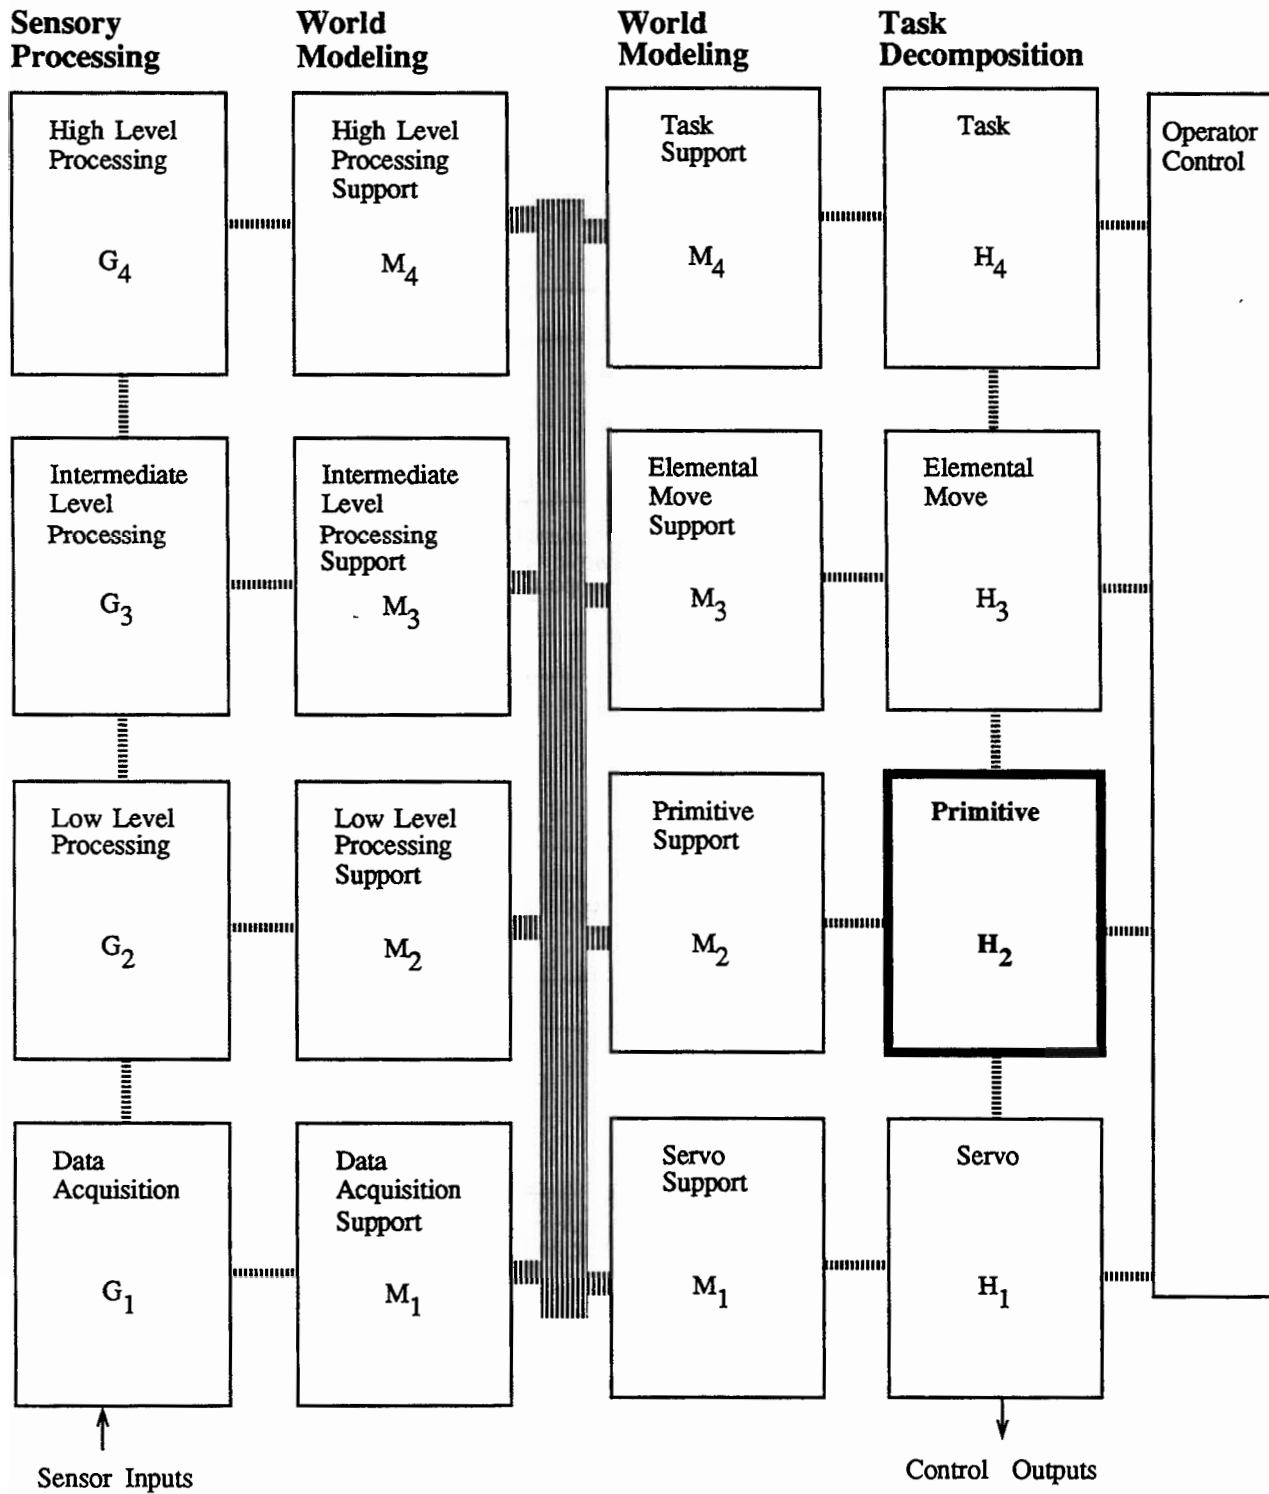 Sensory
Processing
World
Modeling
World
Modeling
Task
Decomposition
High Level
Processing
G4
High Level
Processing
Support
M4
Task
Support
M4
Task
H4
Operator
Control
Intermediate
Level
Processing
G3
Intermediate
Level
Processing
Support
M3
Elemental
Move
Support
M3
Elemental
Move
H3
Low Level
Processing
G2
Low Level
Processing
Support
M2
Primitive
Support
M2
Primitive
H2
Data
Acquisition
G1
Data
Acquisition
Support
M1
Servo
Support
M1
Servo
H1
Sensor Inputs
Control Outputs